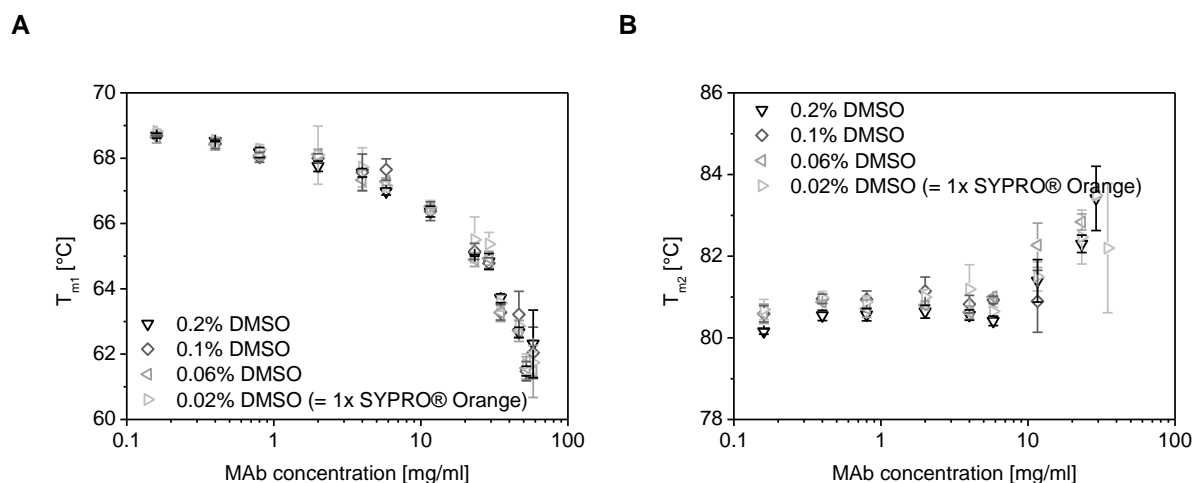 A
70
68
66
64
62
60
Tm1 [°C]
0.2% DMSO
0.1% DMSO
0.06% DMSO
0.02% DMSO (= 1x SYPRO® Orange)
0.1
1
10
100
MAb concentration [mg/ml]
B
86
84
82
80
78
Tm2 [°C]
0.2% DMSO
0.1% DMSO
0.06% DMSO
0.02% DMSO (= 1x SYPRO® Orange)
0.1
1
10
100
MAb concentration [mg/ml]